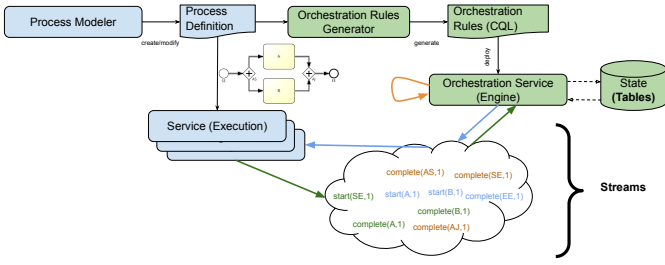 Process Modeler
create/modify
Process
Definition
Orchestration Rules
Generator
generate
Orchestration
Rules (CQL)
deploy
A
B
Orchestration Service
(Engine)
State
(Tables)
Service (Execution)
complete(AS,1)
complete(SE,1)
start(SE,1)
start(A,1)
start(B,1)
complete(EE,1)
complete(B,1)
complete(A,1)
complete(AJ,1)
Streams